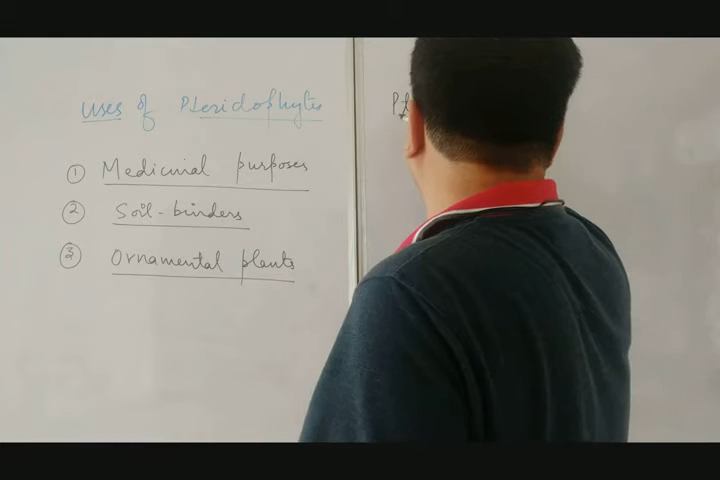 Uses of Pteridophytes
① Medicinal purposes
② Soil-binders
③ Ornamental plants